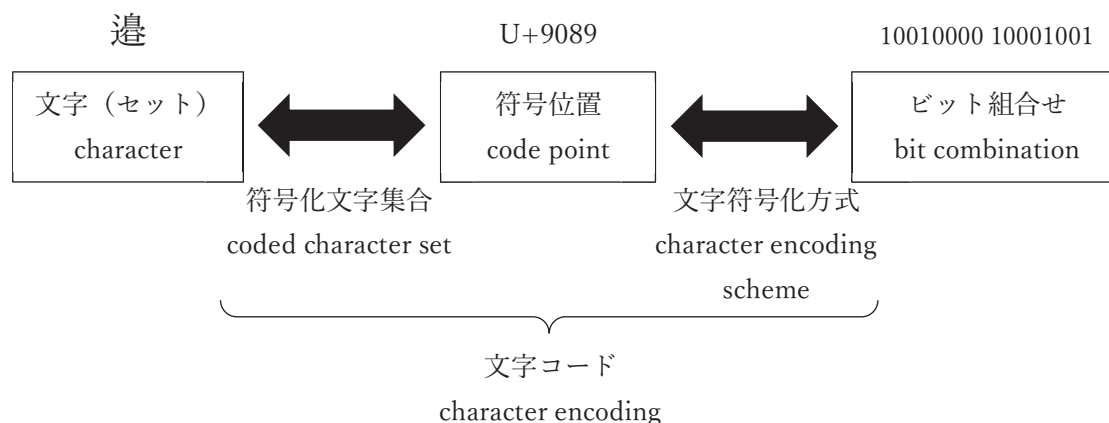 邉
U+9089
10010000 10001001
文字（セット）
character
符号位置
code point
ビット組合せ
bit combination
符号化文字集合
coded character set
文字符号化方式
character encoding
scheme
文字コード
character encoding